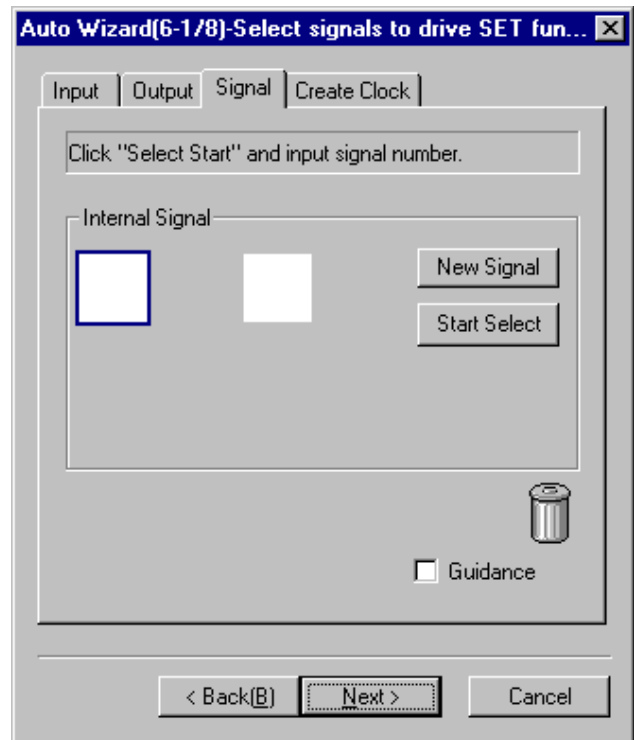 Auto Wizard(6-1/8)-Select signals to drive SET fun...
Input Output Signal Create Clock
Click "Select Start" and input signal number.
Internal Signal
New Signal
Start Select
Guidance
< Back(B) Next > Cancel